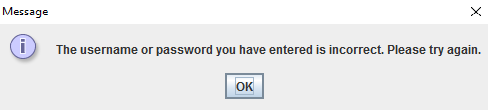 Message
The username or password you have entered is incorrect. Please try again.
OK